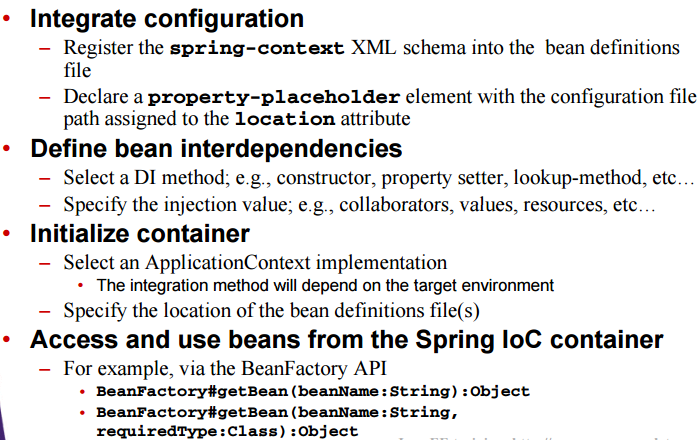 • Integrate configuration
– Register the spring-context XML schema into the bean definitions
file
– Declare a property-placeholder element with the configuration file
path assigned to the location attribute
• Define bean interdependencies
– Select a DI method; e.g., constructor, property setter, lookup-method, etc…
– Specify the injection value; e.g., collaborators, values, resources, etc…
• Initialize container
– Select an ApplicationContext implementation
• The integration method will depend on the target environment
– Specify the location of the bean definitions file(s)
• Access and use beans from the Spring IoC container
– For example, via the BeanFactory API
• BeanFactory#getBean(beanName:String):Object
• BeanFactory#getBean(beanName:String,
requiredType:Class):Object